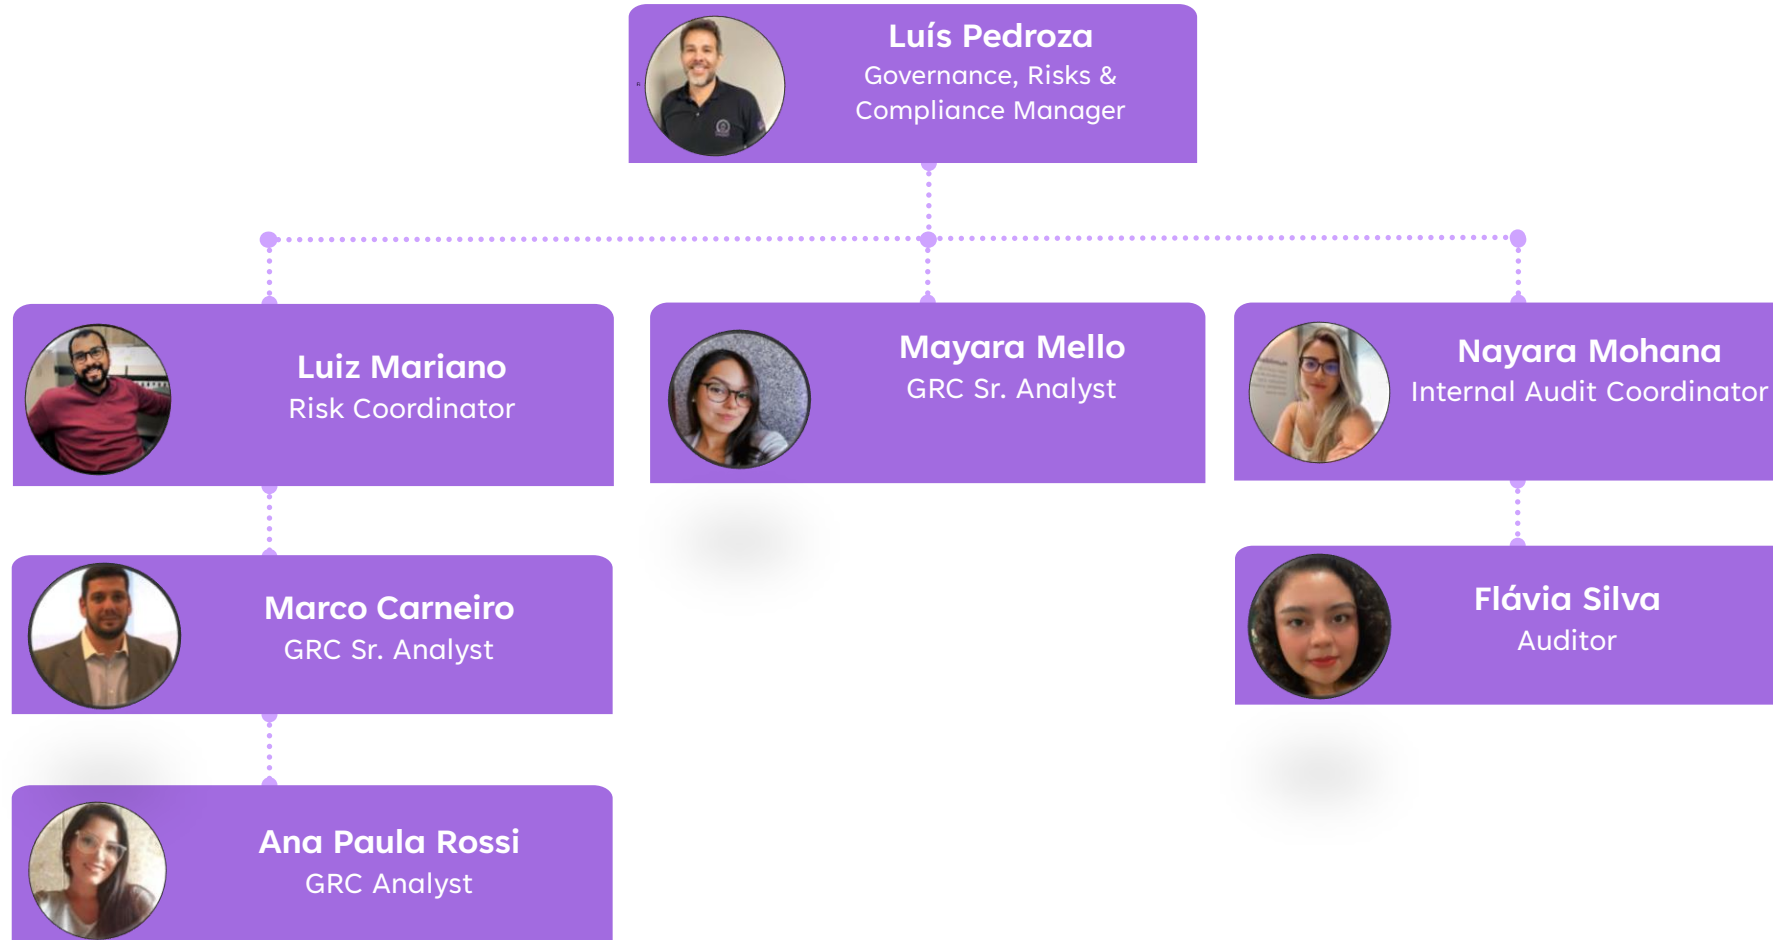 Luís Pedroza
Governance, Risks &
Compliance Manager
Luiz Mariano
Risk Coordinator
Mayara Mello
GRC Sr. Analyst
Nayara Mohana
Internal Audit Coordinator
Marco Carneiro
GRC Sr. Analyst
Flávia Silva
Auditor
Ana Paula Rossi
GRC Analyst